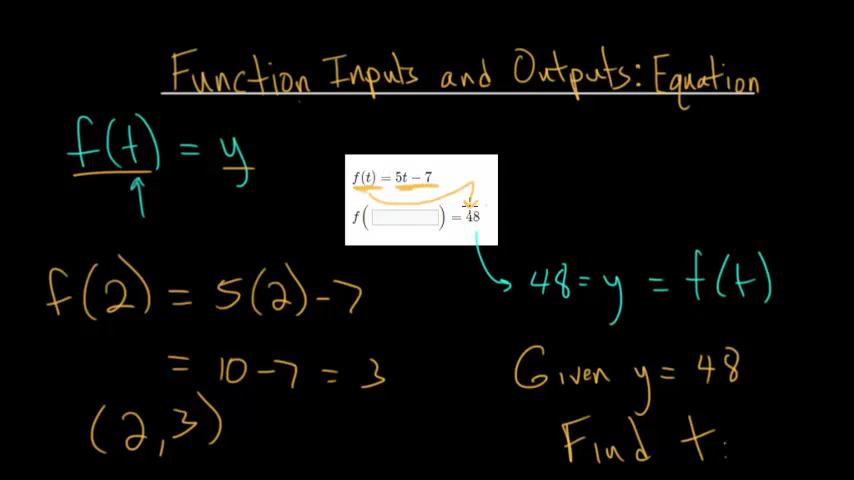 Function Inputs and Outputs: Equation
f(t) = y
f(t) = 5t − 7
f( ) = 48
48 = y = f(t)
f(2) = 5(2) − 7
= 10 − 7 = 3
(2,3)
Given y = 48
Find t